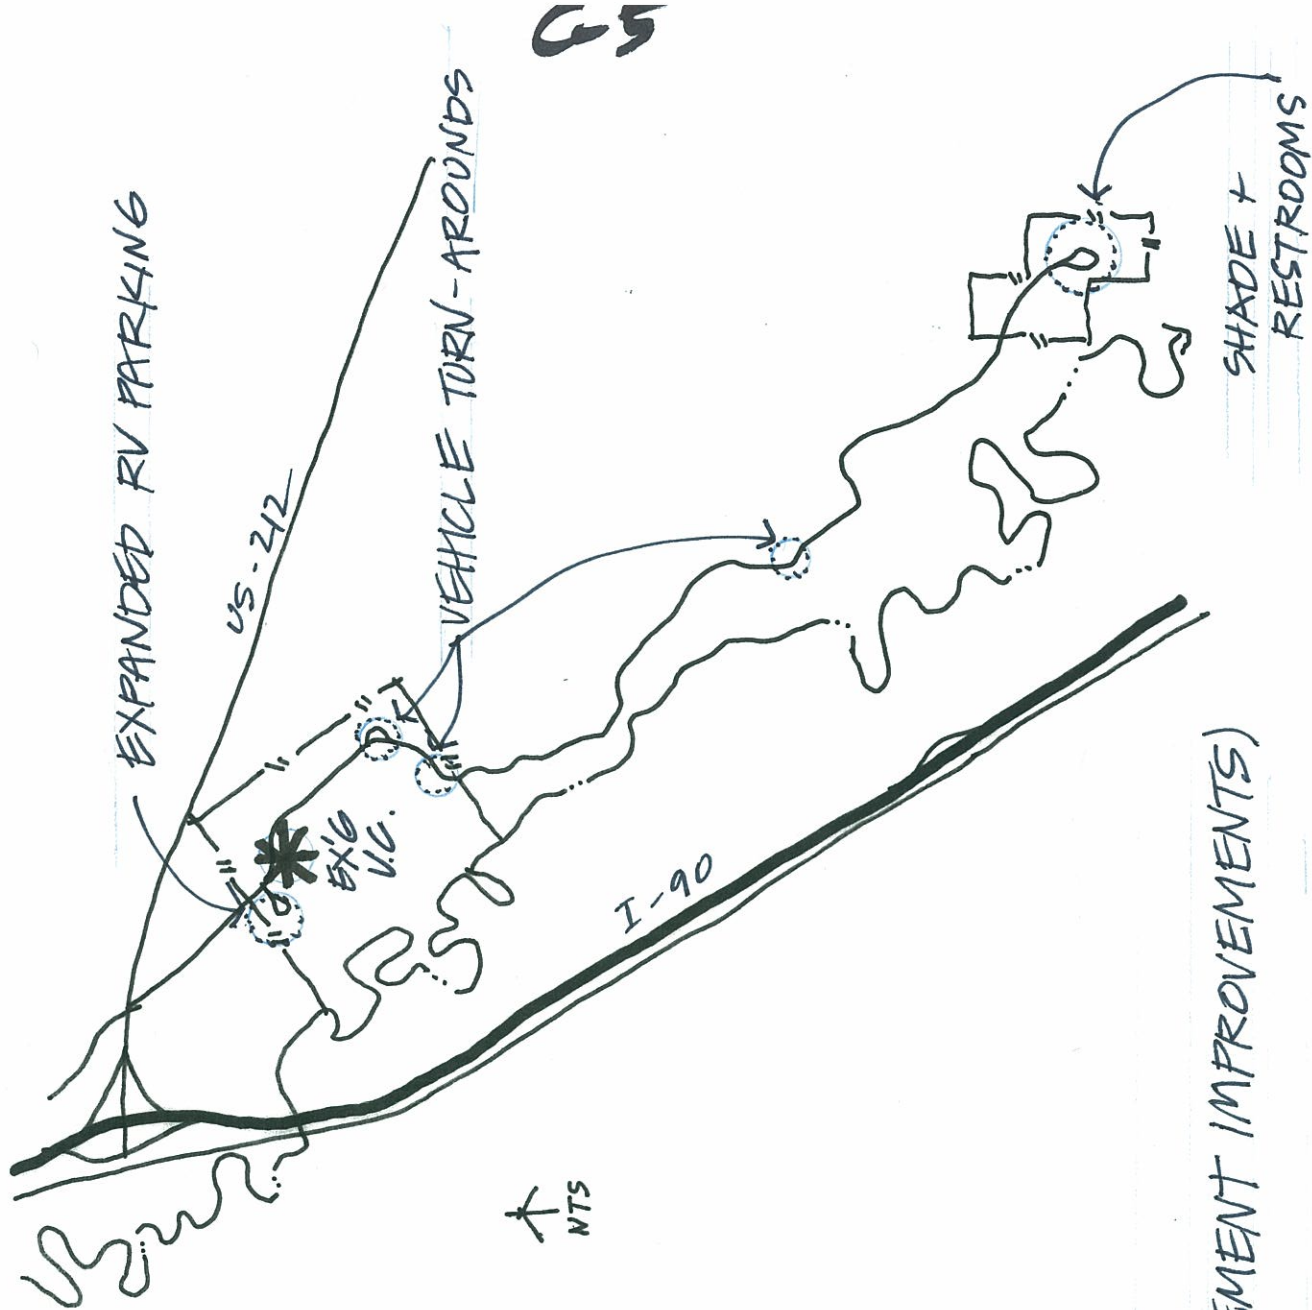 G5
EXPANDED RV PARKING
US-212
VEHICLE TURN-AROUNDS
SHADE +
RESTROOMS
EX'G
V.C.
I-90
NTS
EMENT IMPROVEMENTS)